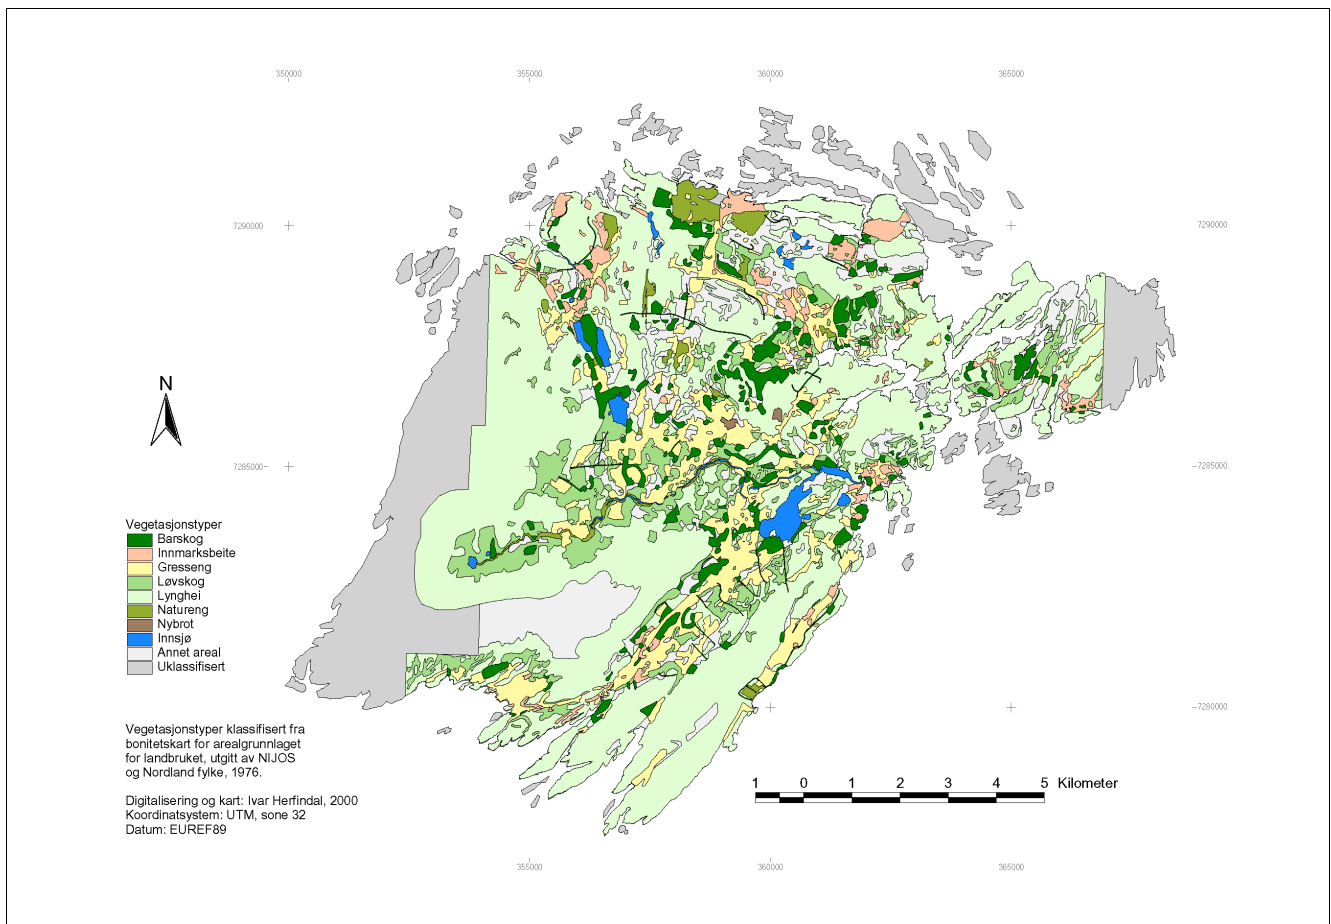 350000 355000 360000 365000
7290000 7290000
N
7285000 7285000
Vegetasjonstyper
Barskog
Innmarksbeite
Gresseng
Løvskog
Lynghei
Natureng
Nybrot
Innsjø
Annet areal
Uklassifisert
7280000
Vegetasjonstyper klassifisert fra
bonitetskart for arealgrunnlaget
for landbruket, utgitt av NIJOS
og Nordland fylke, 1976.
Digitalisering og kart: Ivar Herfindal, 2000
Koordinatsystem: UTM, sone 32
Datum: EUREF89
1 0 1 2 3 4 5 Kilometer
355000 360000 365000